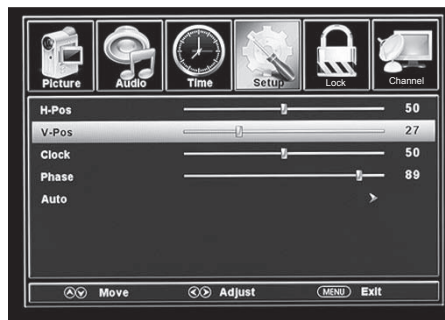 Picture Audio Time Setup Lock Channel
H-Pos 50
V-Pos 27
Clock 50
Phase 89
Auto
Move Adjust MENU Exit